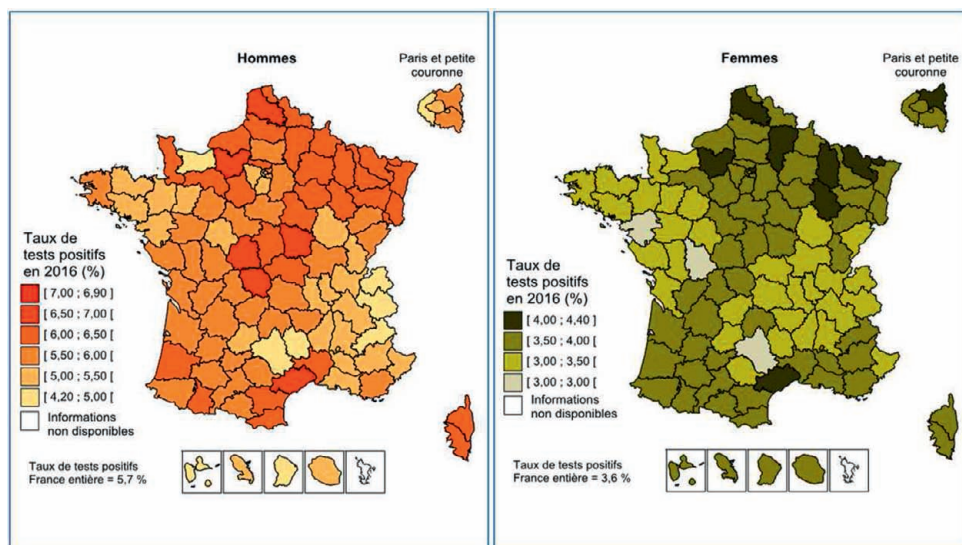 Hommes
Paris et petite
couronne
Taux de
tests positifs
en 2016 (%)
[ 7,00 ; 6,90 [
[ 6,50 ; 7,00 [
[ 6,00 ; 6,50 [
[ 5,50 ; 6,00 [
[ 5,00 ; 5,50 [
[ 4,20 ; 5,00 [
Informations
non disponibles
Taux de tests positifs
France entière = 5,7 %
Femmes
Paris et petite
couronne
Taux de
tests positifs
en 2016 (%)
[ 4,00 ; 4,40 ]
[ 3,50 ; 4,00 [
[ 3,00 ; 3,50 [
[ 3,00 ; 3,00 [
Informations
non disponibles
Taux de tests positifs
France entière = 3,6 %